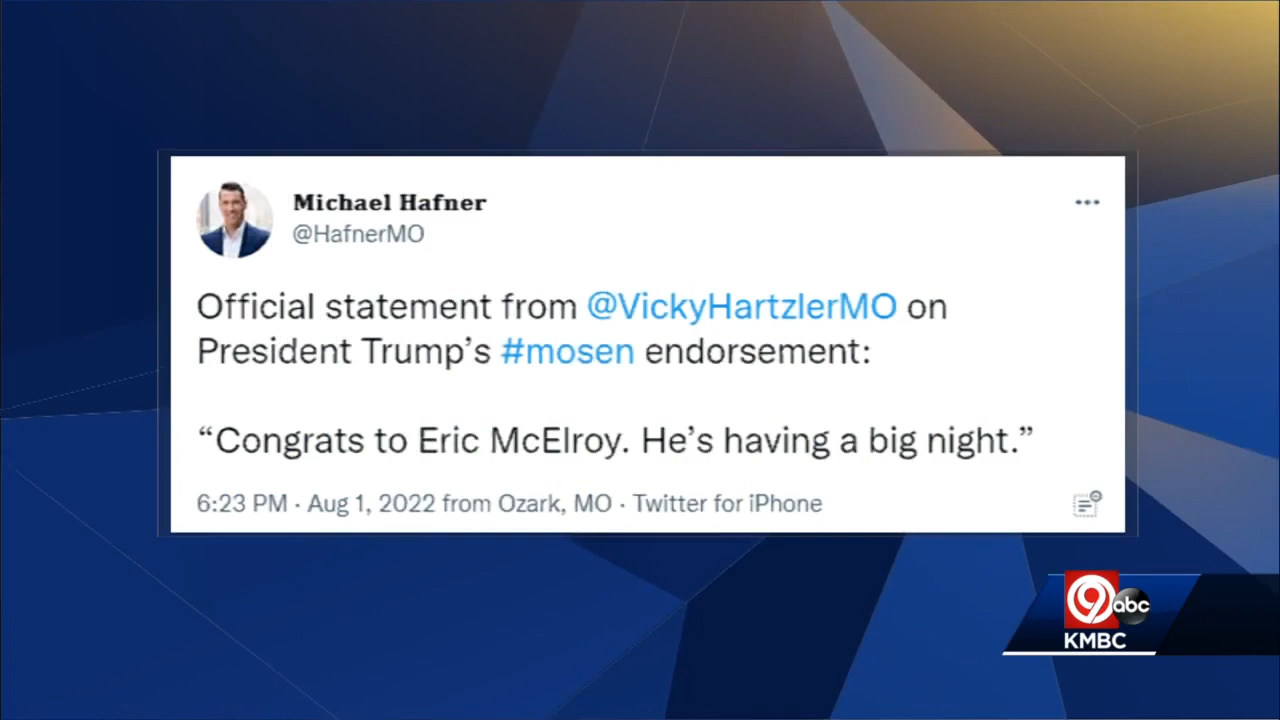 Michael Hafner
@HafnerMO
Official statement from @VickyHartzlerMO on
President Trump’s #mosen endorsement:
“Congrats to Eric McElroy. He’s having a big night.”
6:23 PM · Aug 1, 2022 from Ozark, MO · Twitter for iPhone
9 abc
KMBC